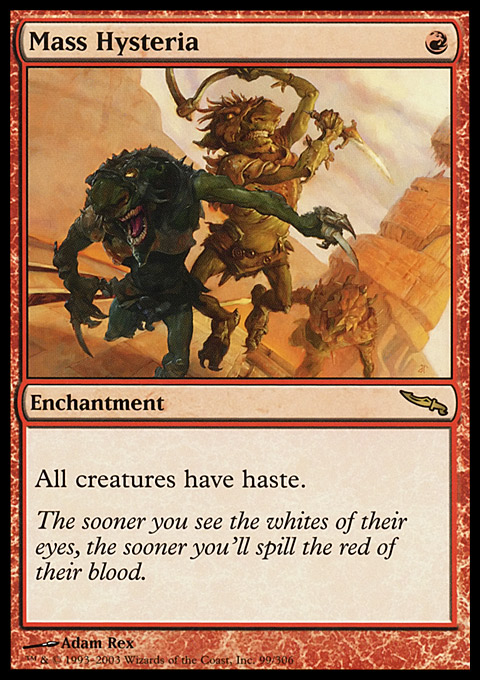 Mass Hysteria
Enchantment
All creatures have haste.
The sooner you see the whites of their
eyes, the sooner you'll spill the red of
their blood.
Adam Rex
™ & © 1993–2003 Wizards of the Coast, Inc. 99/306